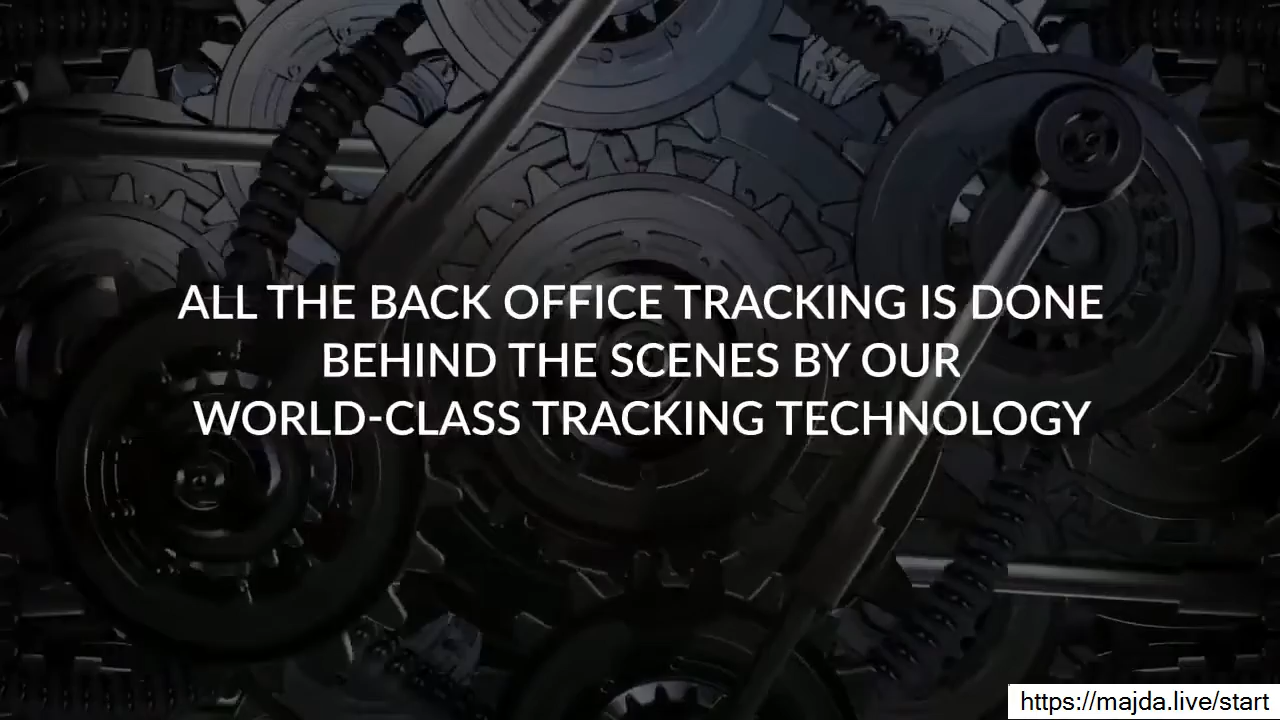 ALL THE BACK OFFICE TRACKING IS DONE
BEHIND THE SCENES BY OUR
WORLD-CLASS TRACKING TECHNOLOGY
https://majda.live/start